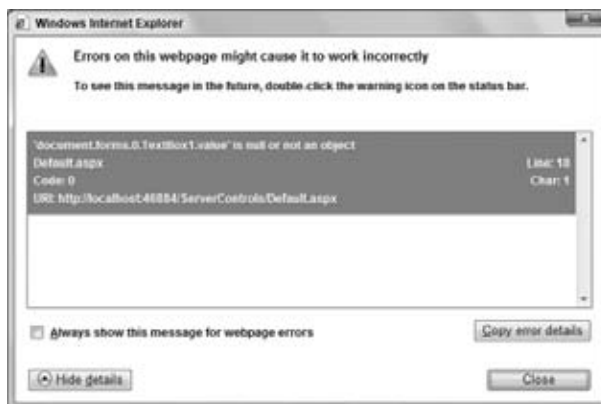 Windows Internet Explorer
Errors on this webpage might cause it to work incorrectly
To see this message in the future, double-click the warning icon on the status bar.
'document.forms.0.TextBox1.value' is null or not an object
Default.aspx Line: 18
Code: 0 Char: 1
URI: http://localhost:46884/ServerControls/Default.aspx
Always show this message for webpage errors
Copy error details
Hide details
Close